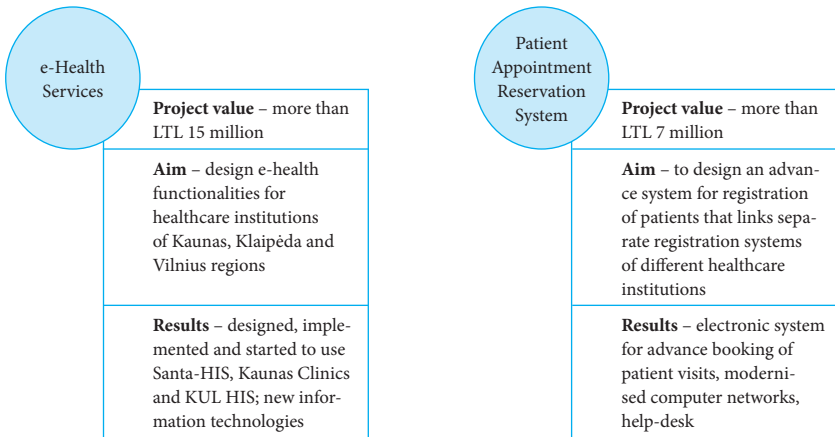 e-Health
Services
Project value – more than
LTL 15 million
Aim – design e-health
functionalities for
healthcare institutions
of Kaunas, Klaipėda and
Vilnius regions
Results – designed, imple-
mented and started to use
Santa-HIS, Kaunas Clinics
and KUL HIS; new infor-
mation technologies
Patient
Appointment
Reservation
System
Project value – more than
LTL 7 million
Aim – to design an advan-
ce system for registration
of patients that links sepa-
rate registration systems
of different healthcare
institutions
Results – electronic system
for advance booking of
patient visits, moderni-
sed computer networks,
help-desk